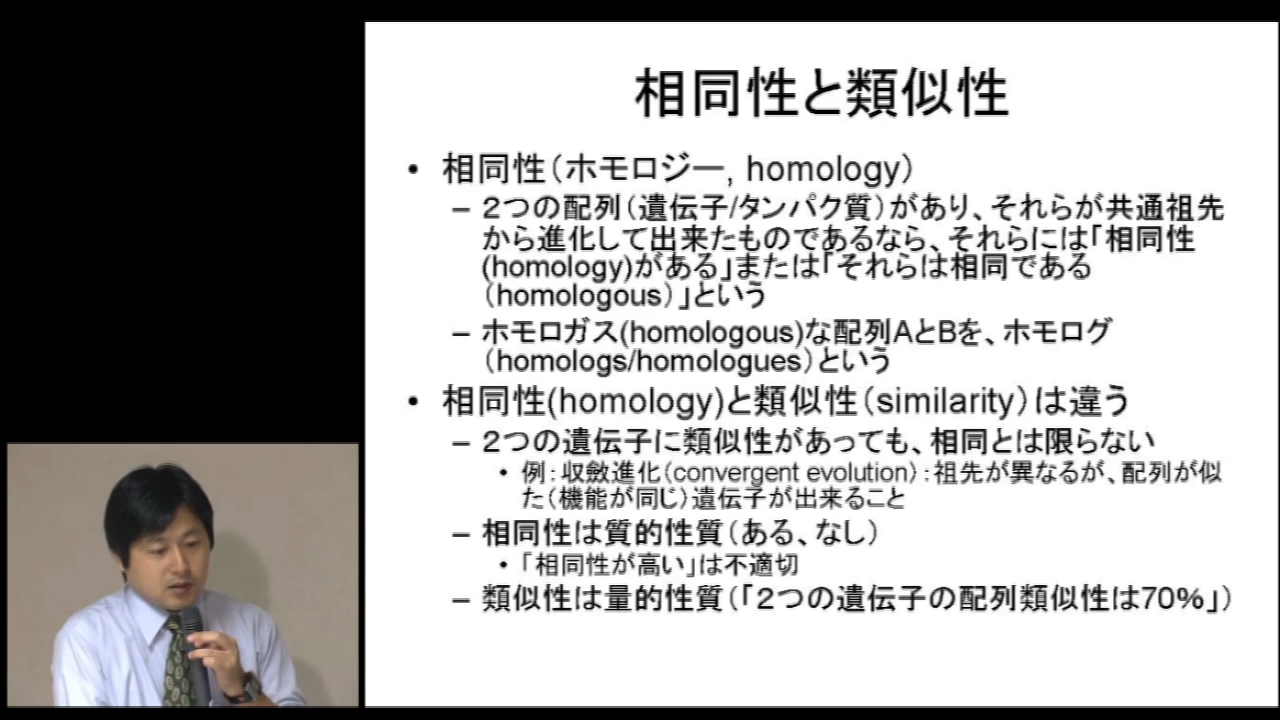 相同性と類似性
• 相同性（ホモロジー, homology）
– 2つの配列（遺伝子/タンパク質）があり、それらが共通祖先
から進化して出来たものであるなら、それらには「相同性
(homology)がある」または「それらは相同である
（homologous）」という
– ホモロガス(homologous)な配列AとBを、ホモログ
（homologs/homologues）という
• 相同性(homology)と類似性（similarity）は違う
– 2つの遺伝子に類似性があっても、相同とは限らない
• 例：収斂進化（convergent evolution）：祖先が異なるが、配列が似
た（機能が同じ）遺伝子が出来ること
– 相同性は質的性質（ある、なし）
• 「相同性が高い」は不適切
– 類似性は量的性質（「2つの遺伝子の配列類似性は70%」）